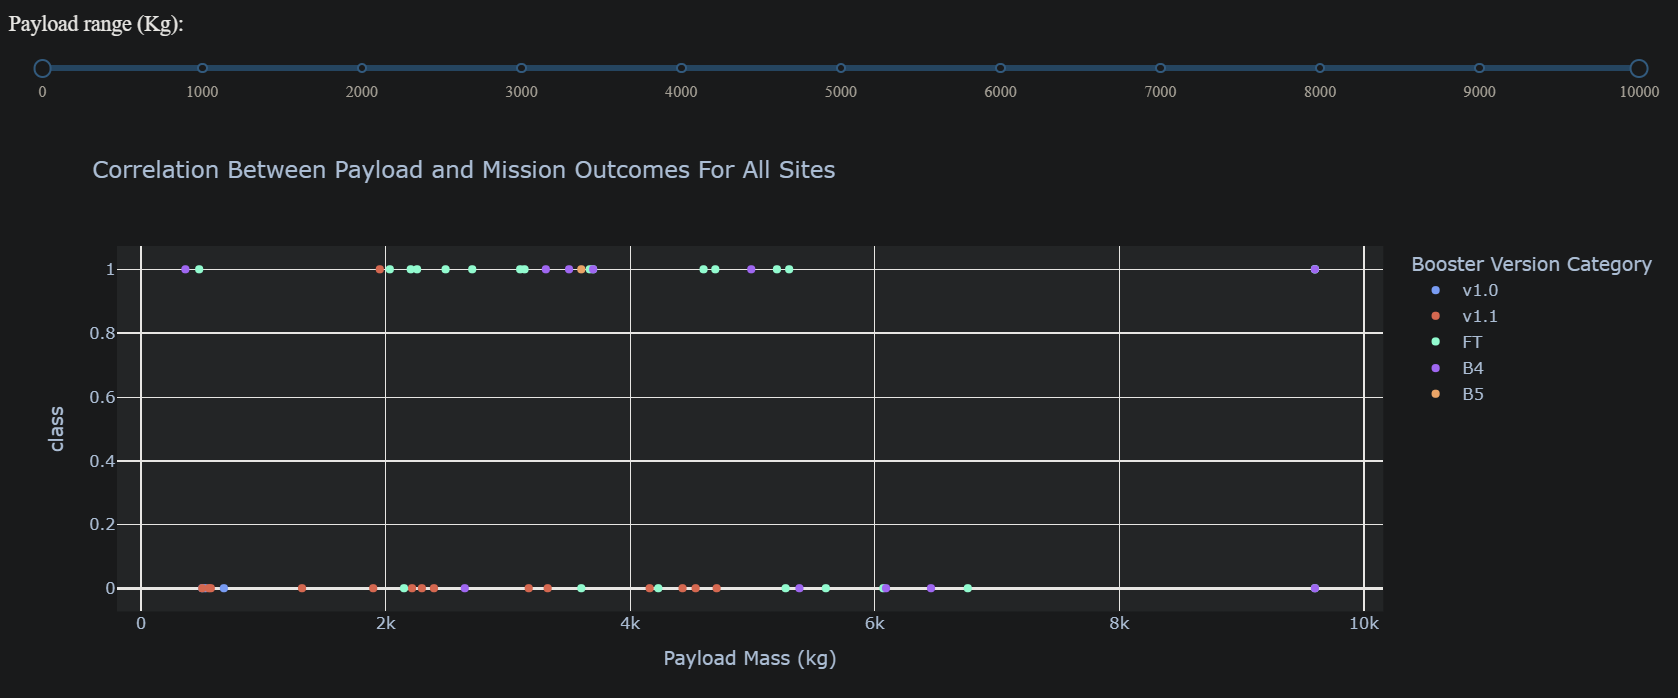 Payload range (Kg):
0 1000 2000 3000 4000 5000 6000 7000 8000 9000 10000
Correlation Between Payload and Mission Outcomes For All Sites
1
0.8
0.6
0.4
0.2
0
class
0 2k 4k 6k 8k 10k
Payload Mass (kg)
Booster Version Category
v1.0
v1.1
FT
B4
B5